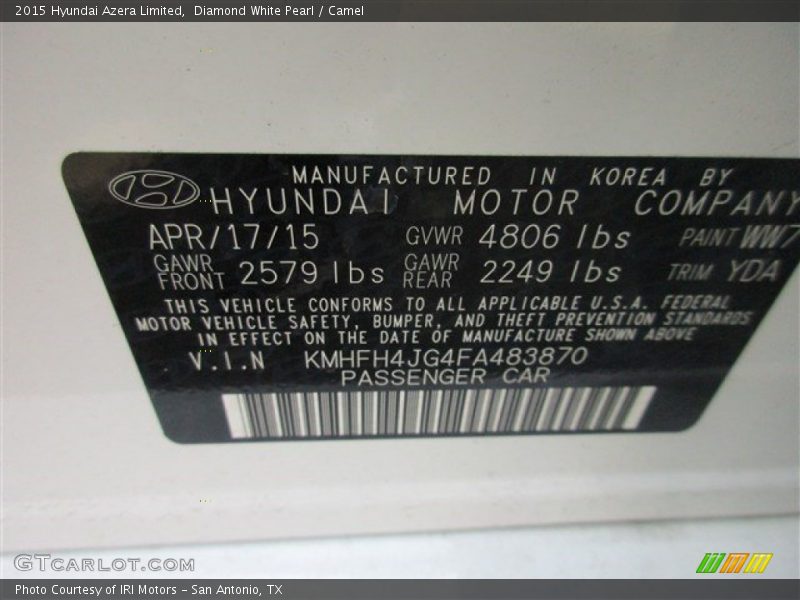 2015 Hyundai Azera Limited, Diamond White Pearl / Camel
MANUFACTURED IN KOREA BY
HYUNDAI MOTOR COMPANY
APR/17/15 GVWR 4806 lbs PAINT WW7
GAWR FRONT 2579 lbs GAWR REAR 2249 lbs TRIM YDA
THIS VEHICLE CONFORMS TO ALL APPLICABLE U.S.A. FEDERAL
MOTOR VEHICLE SAFETY, BUMPER, AND THEFT PREVENTION STANDARDS
IN EFFECT ON THE DATE OF MANUFACTURE SHOWN ABOVE
V.I.N KMHFH4JG4FA483870
PASSENGER CAR
GTCARLOT.COM
Photo Courtesy of IRI Motors – San Antonio, TX